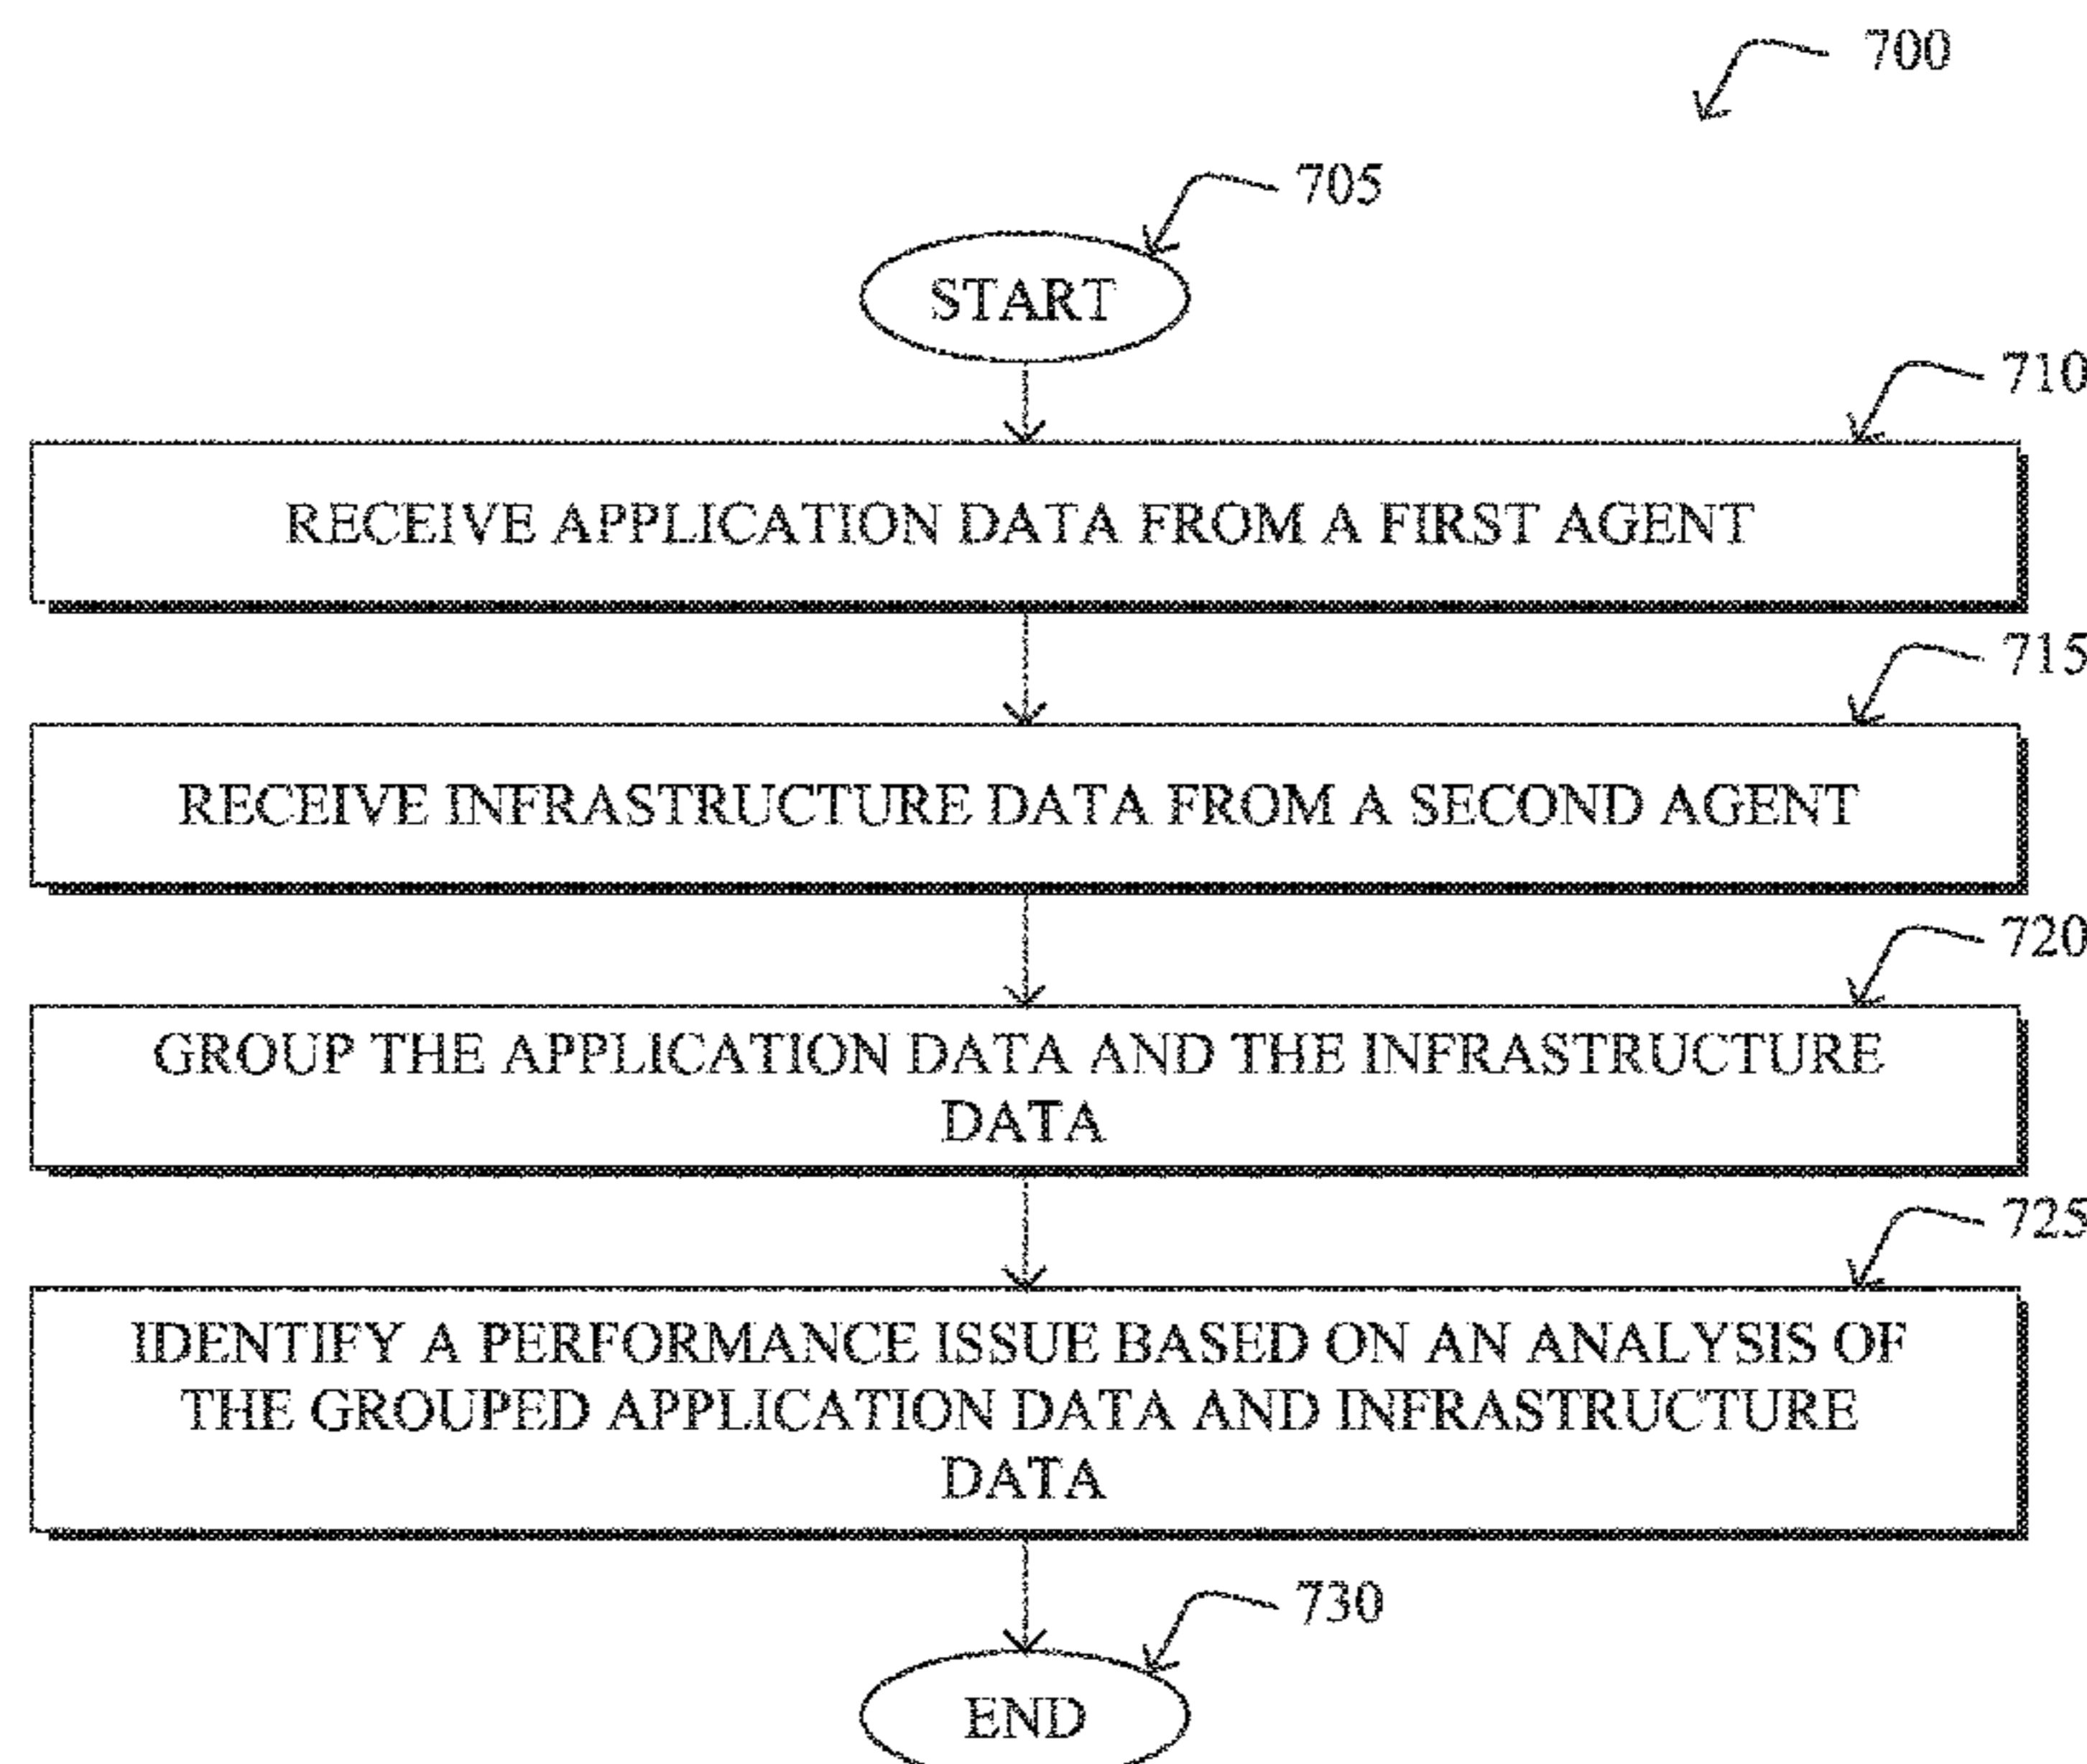 700
705
START
710
RECEIVE APPLICATION DATA FROM A FIRST AGENT
715
RECEIVE INFRASTRUCTURE DATA FROM A SECOND AGENT
720
GROUP THE APPLICATION DATA AND THE INFRASTRUCTURE
DATA
725
IDENTIFY A PERFORMANCE ISSUE BASED ON AN ANALYSIS OF
THE GROUPED APPLICATION DATA AND INFRASTRUCTURE
DATA
730
END